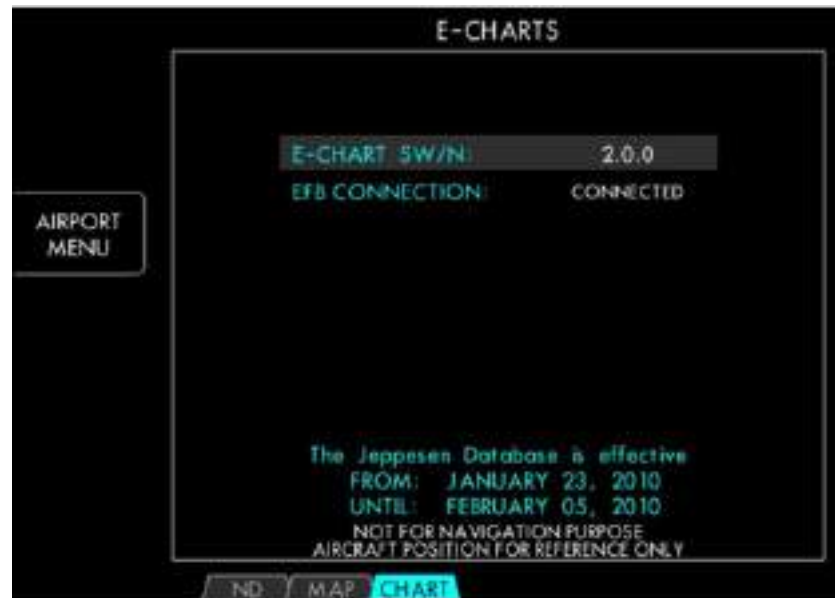 E-CHARTS
E-CHART SW/N: 2.0.0
EFB CONNECTION: CONNECTED
AIRPORT
MENU
The Jeppesen Database is effective
FROM: JANUARY 23, 2010
UNTIL: FEBRUARY 05, 2010
NOT FOR NAVIGATION PURPOSE
AIRCRAFT POSITION FOR REFERENCE ONLY
ND MAP CHART